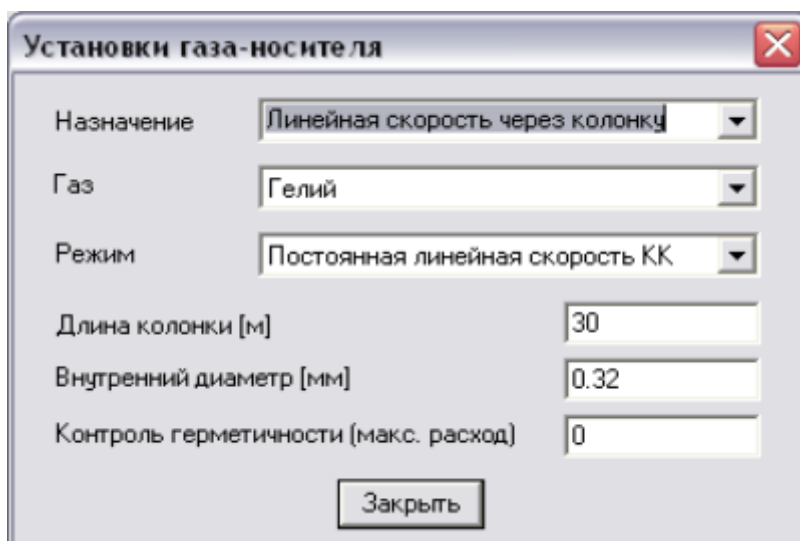 Установки газа-носителя
Назначение Линейная скорость через колонку
Газ Гелий
Режим Постоянная линейная скорость КК
Длина колонки [м] 30
Внутренний диаметр [мм] 0.32
Контроль герметичности (макс. расход) 0
Закрыть